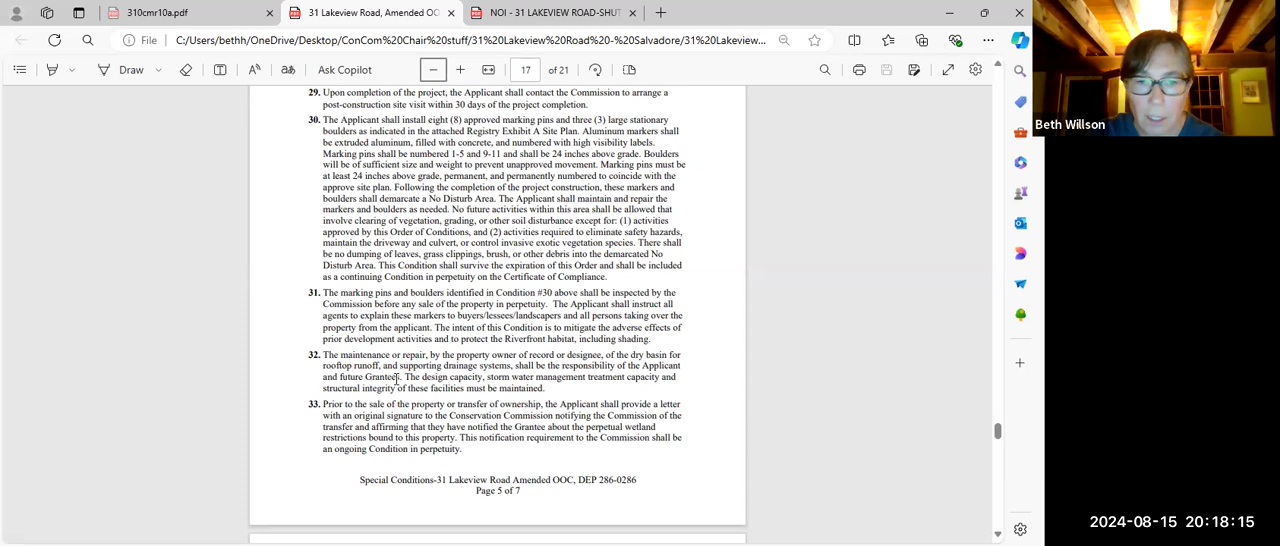 310cmr10a.pdf
31 Lakeview Road, Amended OO
NOI - 31 LAKEVIEW ROAD-SHUT
File
C:/Users/bethh/OneDrive/Desktop/ConCom%20Chair%20stuff/31%20Lakeview%20Road%20-%20Salvadore/31%20Lakeview...
Draw
Ask Copilot
17
of 21
Beth Willson
29. Upon completion of the project, the Applicant shall contact the Commission to arrange a
post-construction site visit within 30 days of the project completion.
30. The Applicant shall install eight (8) approved marking pins and three (3) large stationary
boulders as indicated in the attached Registry Exhibit A Site Plan. Aluminum markers shall
be extruded aluminum, filled with concrete, and numbered with high visibility labels.
Marking pins shall be numbered 1-5 and 9-11 and shall be 24 inches above grade. Boulders
will be of sufficient size and weight to prevent unapproved movement. Marking pins must be
at least 24 inches above grade, permanent, and permanently numbered to coincide with the
approve site plan. Following the completion of the project construction, these markers and
boulders shall demarcate a No Disturb Area. The Applicant shall maintain and repair the
markers and boulders as needed. No future activities within this area shall be allowed that
involve clearing of vegetation, grading, or other soil disturbance except for: (1) activities
approved by this Order of Conditions, and (2) activities required to eliminate safety hazards,
maintain the driveway and culvert, or control invasive exotic vegetation species. There shall
be no dumping of leaves, grass clippings, brush, or other debris into the demarcated No
Disturb Area. This Condition shall survive the expiration of this Order and shall be included
as a continuing Condition in perpetuity on the Certificate of Compliance.
31. The marking pins and boulders identified in Condition #30 above shall be inspected by the
Commission before any sale of the property in perpetuity. The Applicant shall instruct all
agents to explain these markers to buyers/lessees/landscapers and all persons taking over the
property from the applicant. The intent of this Condition is to mitigate the adverse effects of
prior development activities and to protect the Riverfront habitat, including shading.
32. The maintenance or repair, by the property owner of record or designee, of the dry basin for
rooftop runoff, and supporting drainage systems, shall be the responsibility of the Applicant
and future Grantees. The design capacity, storm water management treatment capacity and
structural integrity of these facilities must be maintained.
33. Prior to the sale of the property or transfer of ownership, the Applicant shall provide a letter
with an original signature to the Conservation Commission notifying the Commission of the
transfer and affirming that they have notified the Grantee about the perpetual wetland
restrictions bound to this property. This notification requirement to the Commission shall be
an ongoing Condition in perpetuity.
Special Conditions-31 Lakeview Road Amended OOC, DEP 286-0286
Page 5 of 7
2024-08-15 20:18:15